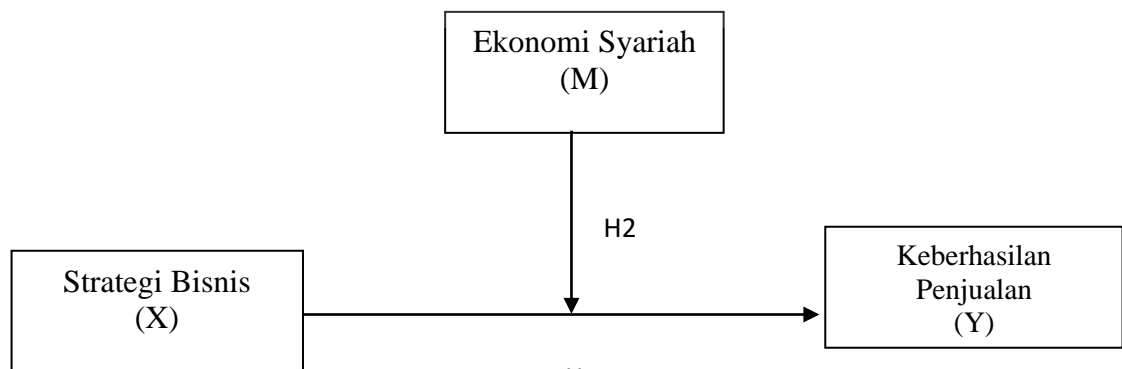 Ekonomi Syariah
(M)
H2
Strategi Bisnis
(X)
Keberhasilan
Penjualan
(Y)